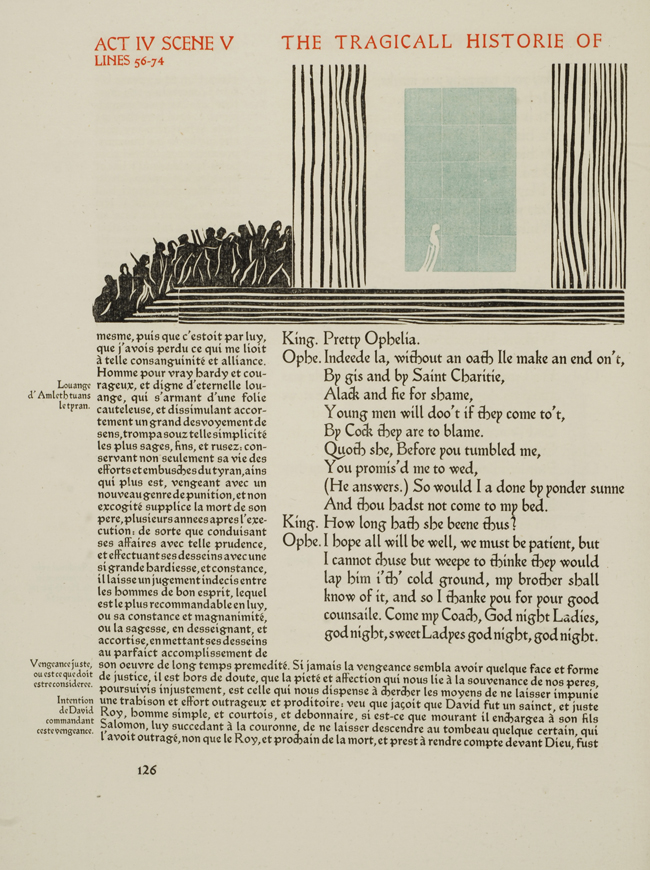 ACT IV SCENE V
LINES 56-74
THE TRAGICALL HISTORIE OF
mesme, puis que c'estoit par luy,
que j'avois perdu ce qui me lioit
à telle consanguinité et alliance.
Homme pour vray hardy et cou-
rageux, et digne d'eternelle lou-
ange, qui s'armant d'une folie
cauteleuse, et dissimulant accor-
tement un grand desvoyement de
sens, trompa souz telle simplicité
les plus sages, fins, et rusez: con-
servant non seulement sa vie des
efforts et embusches du tyran, ains
qui plus est, vengeant avec un
nouveau genre de punition, et non
excogité supplice la mort de son
pere, plusieurs annees apres l'exe-
cution: de sorte que conduisant
ses affaires avec telle prudence,
et effectuant ses desseins avec une
si grande hardiesse, et constance,
il laisse un jugement indecis entre
les hommes de bon esprit, lequel
est le plus recommandable en luy,
ou sa constance et magnanimité,
ou la sagesse, en desseignant, et
accortise, en mettant ses desseins
au parfaict accomplissement de
son oeuvre de long temps premedité. Si jamais la vengeance sembla avoir quelque face et forme
de justice, il est hors de doute, que la pieté et affection qui nous lie à la souvenance de nos peres,
poursuivis injustement, est celle qui nous dispense à chercher les moyens de ne laisser impunie
une trahison et effort outrageux et proditoire: veu que jaçoit que David fut un sainct, et juste
Roy, homme simple, et courtois, et debonnaire, si est-ce que mourant il enchargea à son fils
Salomon, luy succedant à la couronne, de ne laisser descendre au tombeau quelque certain, qui
l'avoit outragé, non que le Roy, et prochain de la mort, et prest à rendre compte devant Dieu, fust
Louange
d'Amleth tuans
le tyran.
Vengeance juste,
ou est ce que doit
estre consideree.
Intention
de David
commandant
ceste vengeance.
King. Pretty Ophelia.
Ophe. Indeede la, without an oath Ile make an end on't,
By gis and by Saint Charitie,
Alack and fie for shame,
Young men will doo't if they come to't,
By Cock they are to blame.
Quoth she, Before you tumbled me,
You promis'd me to wed,
(He answers.) So would I a done by yonder sunne
And thou hadst not come to my bed.
King. How long hath she beene thus?
Ophe. I hope all will be well, we must be patient, but
I cannot chuse but weepe to thinke they would
lay him i'th' cold ground, my brother shall
know of it, and so I thanke you for your good
counsaile. Come my Coach, God night Ladies,
god night, sweet Ladyes god night, god night.
126